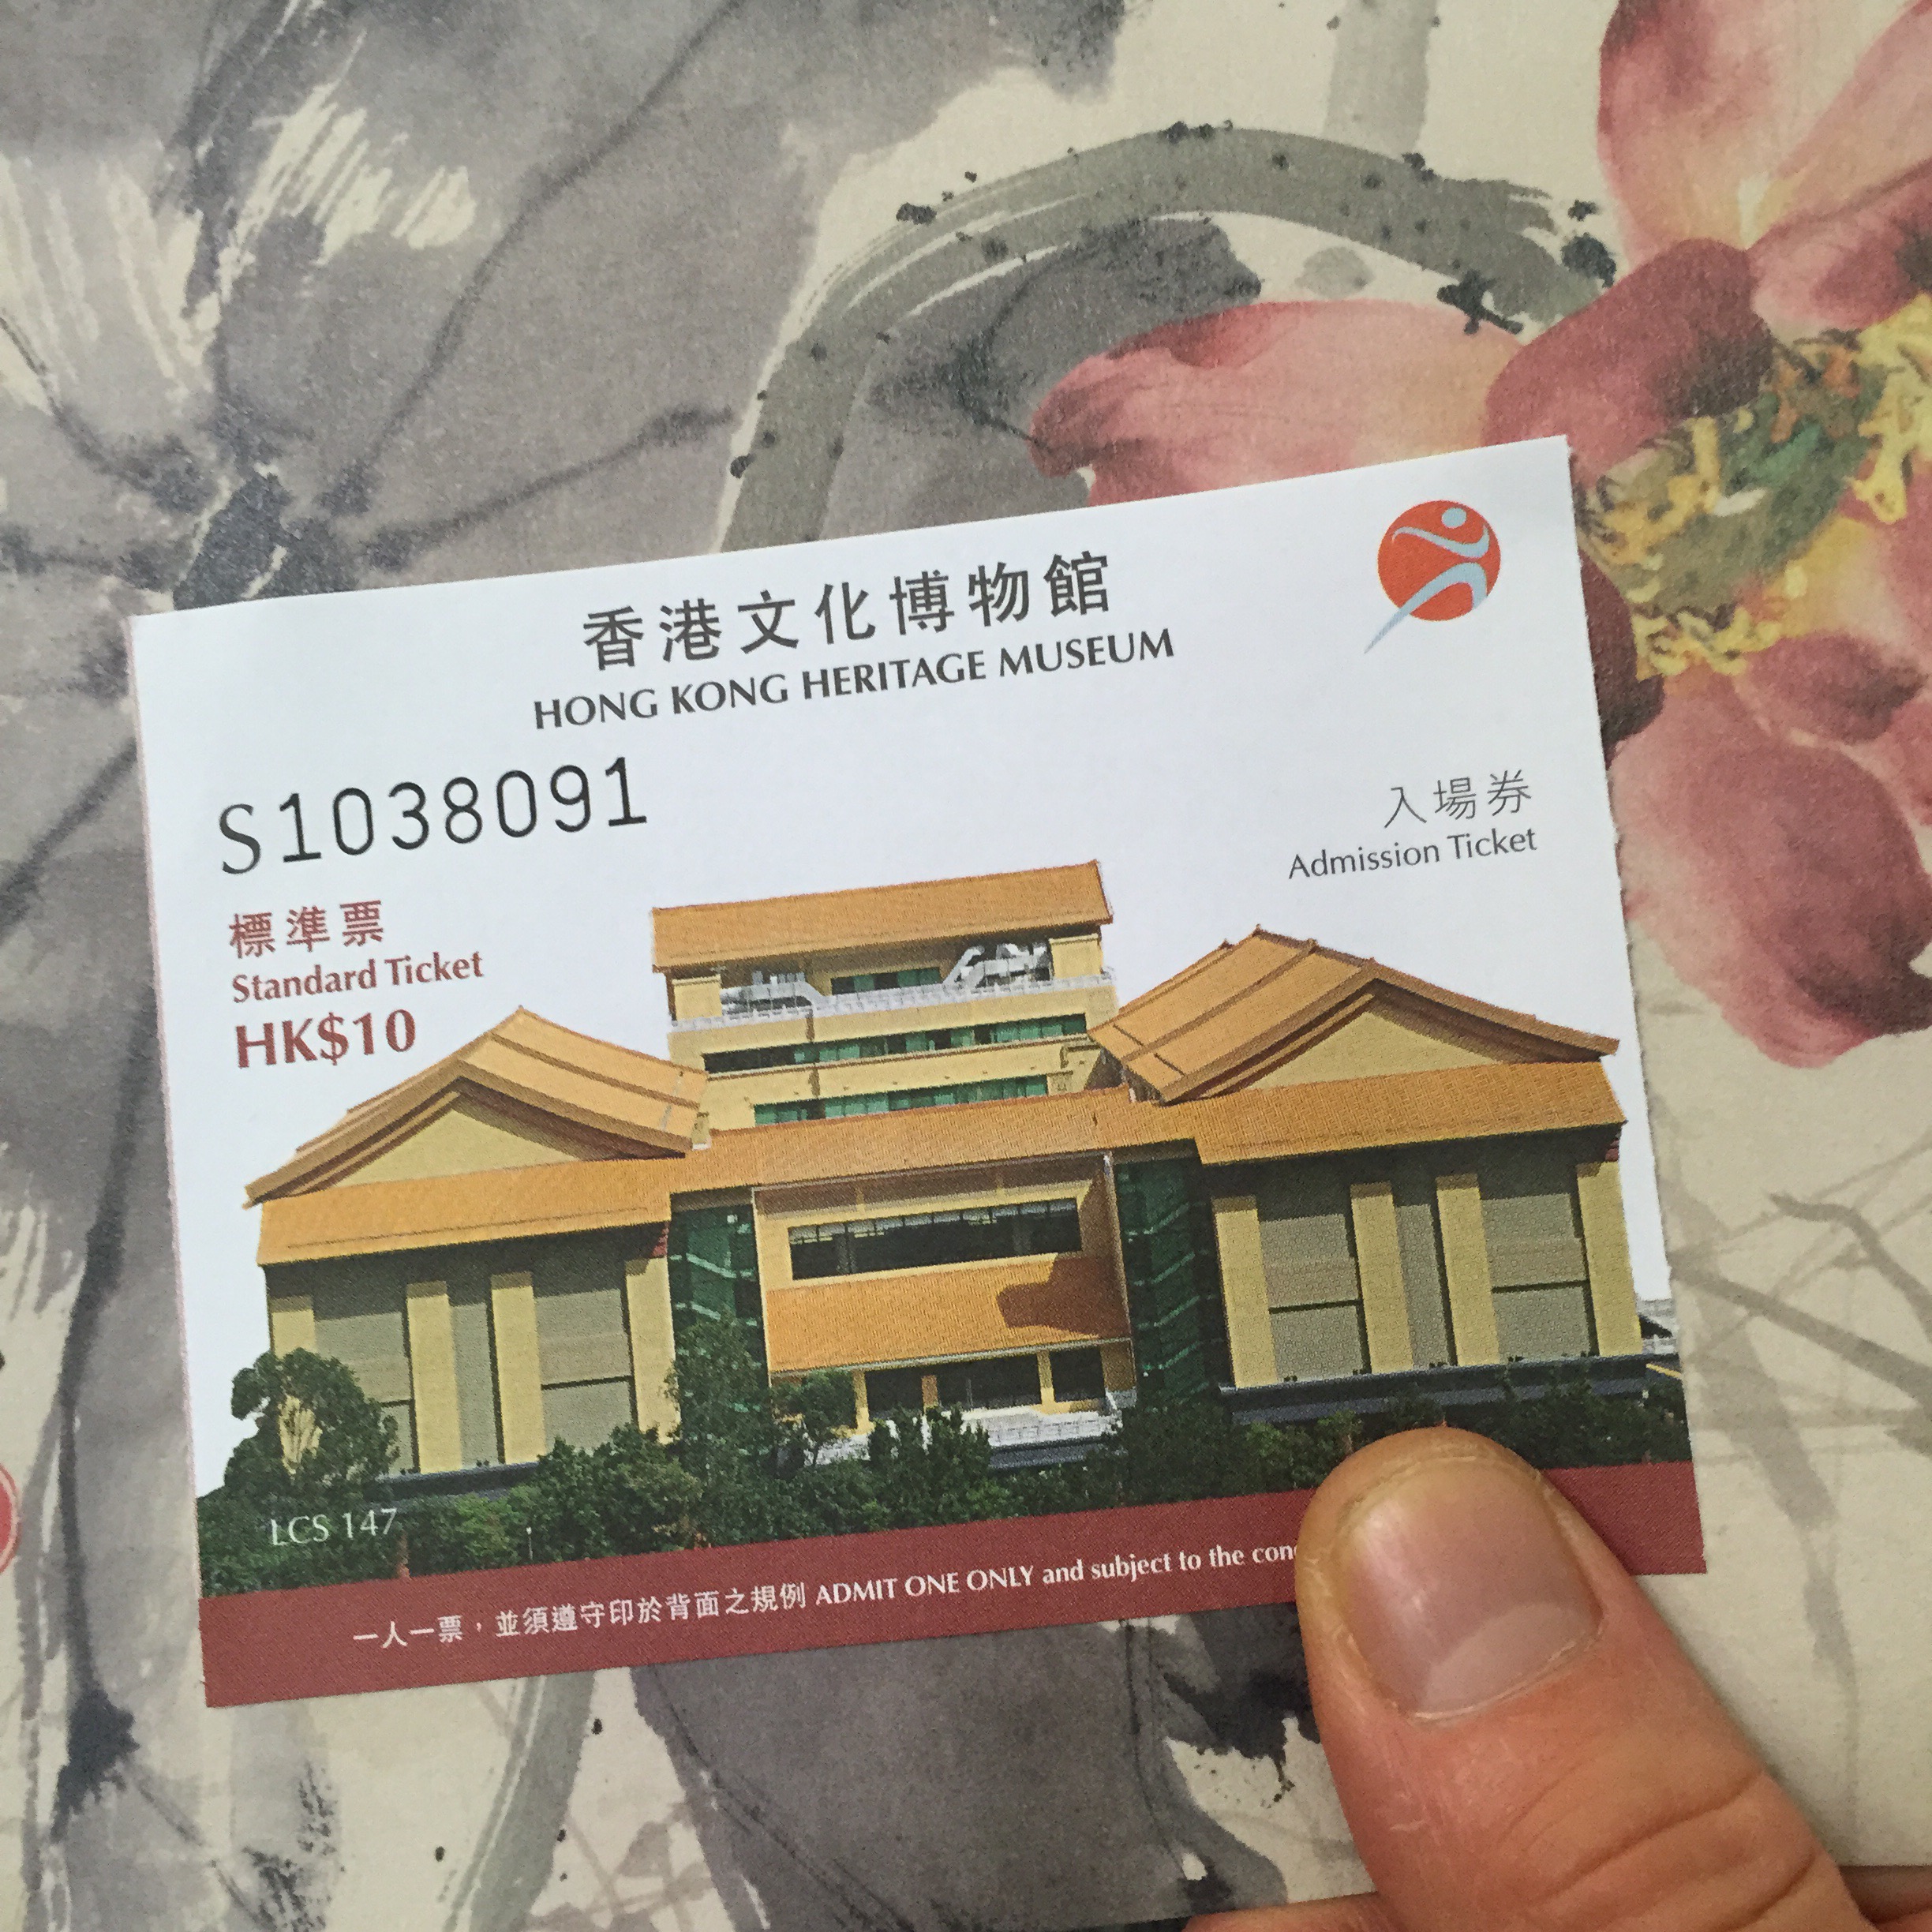 香港文化博物館
HONG KONG HERITAGE MUSEUM
S1038091
入場券
Admission Ticket
標準票
Standard Ticket
HK$10
LCS 147
一人一票，並須遵守印於背面之規例 ADMIT ONE ONLY and subject to the